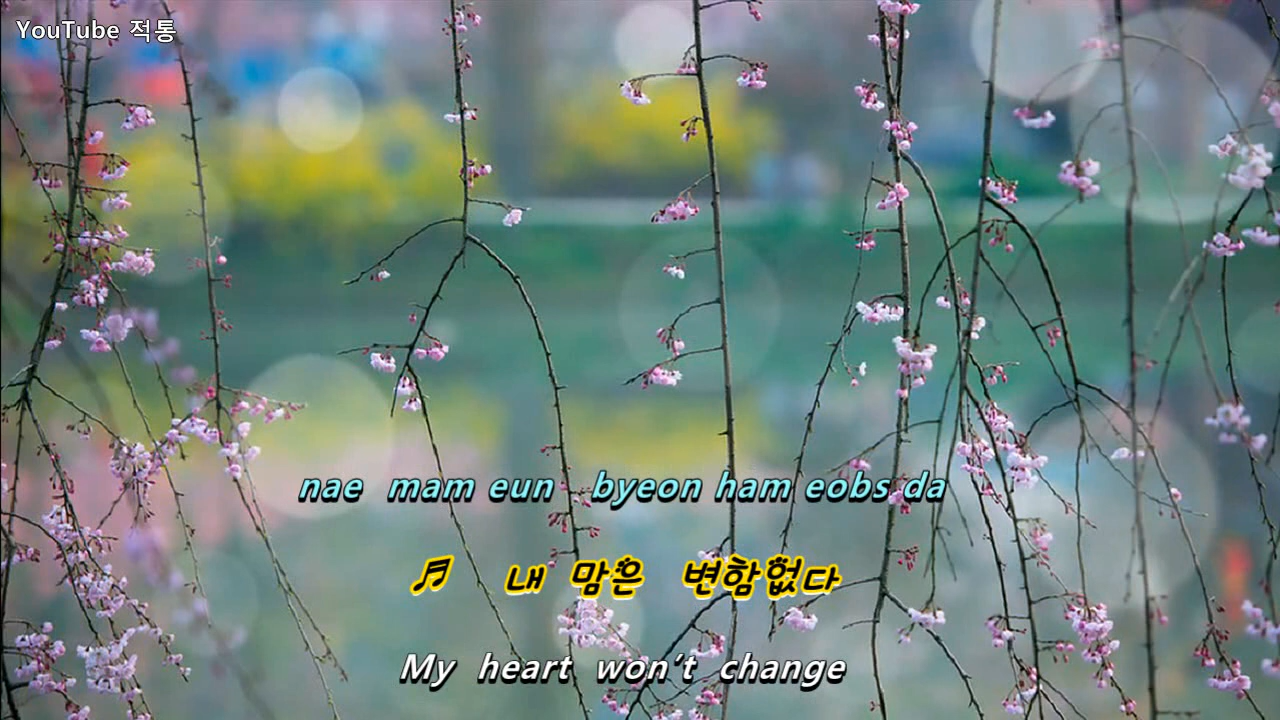 YouTube 적통
nae mam eun byeon ham eobs da
♬ 내 맘은 변함없다
My heart won't change